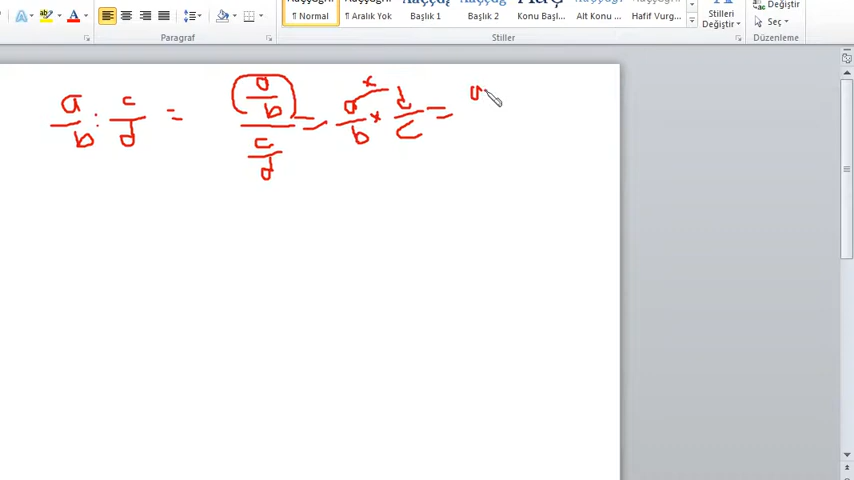 ¶ Normal ¶ Aralık Yok Başlık 1 Başlık 2 Konu Başl... Alt Konu ... Hafif Vurg...
Stilleri Değiştir
Seç
Paragraf Stiller Düzenleme
a/b : c/d = (a/b)/(c/d) = a/b × d/c = a